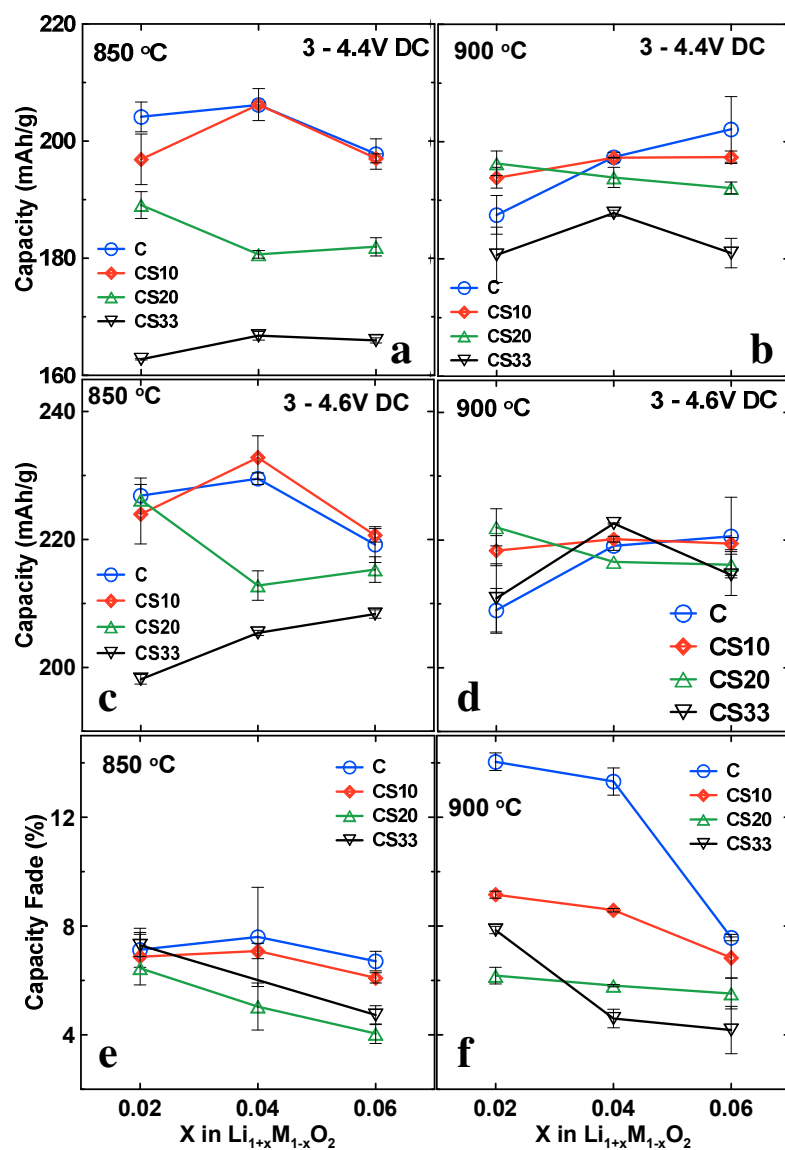 850 °C
3 - 4.4V DC
C
CS10
CS20
CS33
a
900 °C
3 - 4.4V DC
C
CS10
CS20
CS33
b
220
200
180
160
Capacity (mAh/g)
850 °C
3 - 4.6V DC
C
CS10
CS20
CS33
c
900 °C
3 - 4.6V DC
C
CS10
CS20
CS33
d
240
220
200
Capacity (mAh/g)
850 °C
C
CS10
CS20
CS33
e
900 °C
C
CS10
CS20
CS33
f
12
8
4
Capacity Fade (%)
0.02 0.04 0.06
0.02 0.04 0.06
X in Li1+xM1-xO2
X in Li1+xM1-xO2